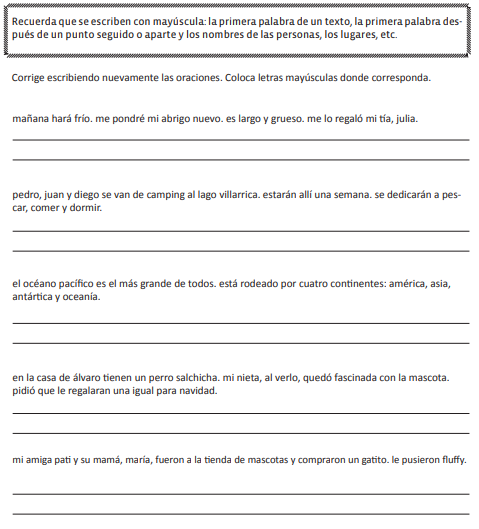 Recuerda que se escriben con mayúscula: la primera palabra de un texto, la primera palabra des-
pués de un punto seguido o aparte y los nombres de las personas, los lugares, etc.
Corrige escribiendo nuevamente las oraciones. Coloca letras mayúsculas donde corresponda.
mañana hará frío. me pondré mi abrigo nuevo. es largo y grueso. me lo regaló mi tía, julia.
pedro, juan y diego se van de camping al lago villarrica. estarán allí una semana. se dedicarán a pes-
car, comer y dormir.
el océano pacífico es el más grande de todos. está rodeado por cuatro continentes: américa, asia,
antártica y oceanía.
en la casa de álvaro tienen un perro salchicha. mi nieta, al verlo, quedó fascinada con la mascota.
pidió que le regalaran una igual para navidad.
mi amiga pati y su mamá, maría, fueron a la tienda de mascotas y compraron un gatito. le pusieron fluffy.